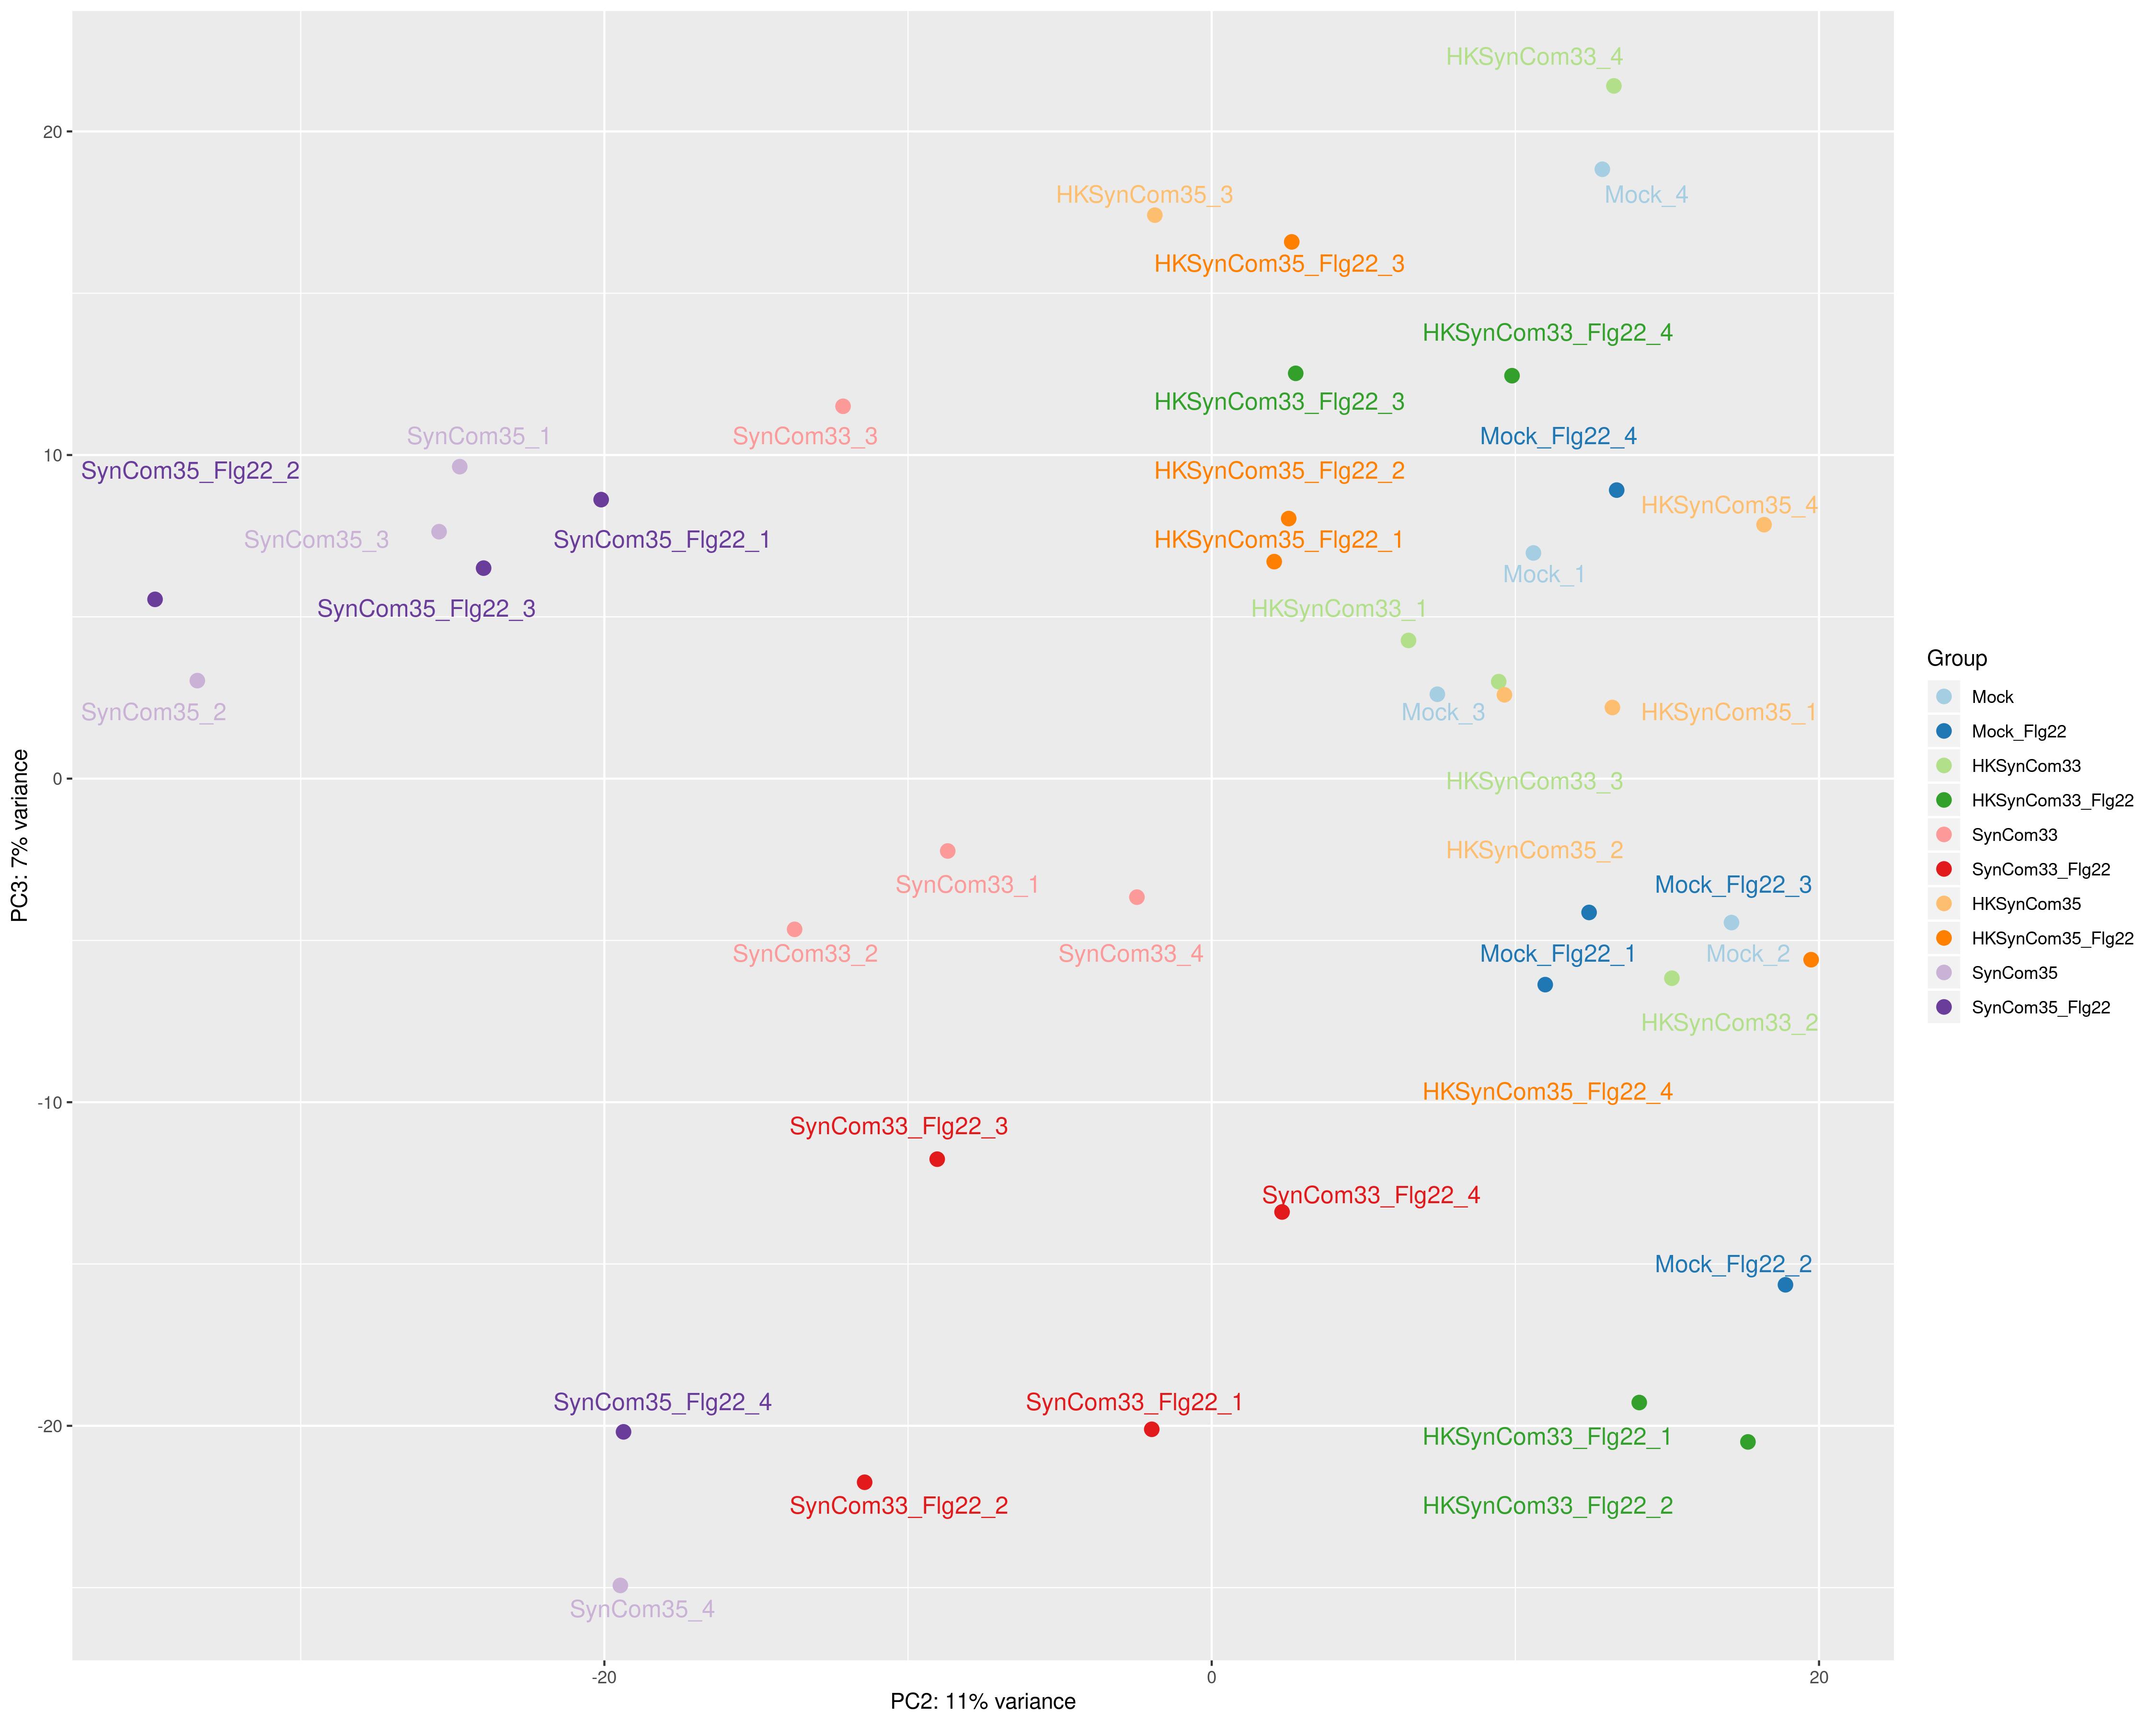 HKSynCom33_4
20
Mock_4
HKSynCom35_3
HKSynCom35_Flg22_3
HKSynCom33_Flg22_4
HKSynCom33_Flg22_3
SynCom35_1
SynCom33_3
Mock_Flg22_4
10
SynCom35_Flg22_2
HKSynCom35_Flg22_2
HKSynCom35_4
SynCom35_3
SynCom35_Flg22_1
HKSynCom35_Flg22_1
Mock_1
SynCom35_Flg22_3
HKSynCom33_1
SynCom35_2
Mock_3
HKSynCom35_1
0
HKSynCom33_3
HKSynCom35_2
SynCom33_1
Mock_Flg22_3
SynCom33_2
SynCom33_4
Mock_Flg22_1
Mock_2
HKSynCom33_2
HKSynCom35_Flg22_4
-10
SynCom33_Flg22_3
SynCom33_Flg22_4
Mock_Flg22_2
SynCom35_Flg22_4
SynCom33_Flg22_1
-20
HKSynCom33_Flg22_1
SynCom33_Flg22_2
HKSynCom33_Flg22_2
SynCom35_4
-20
0
20
PC2: 11% variance
PC3: 7% variance
Group
Mock
Mock_Flg22
HKSynCom33
HKSynCom33_Flg22
SynCom33
SynCom33_Flg22
HKSynCom35
HKSynCom35_Flg22
SynCom35
SynCom35_Flg22